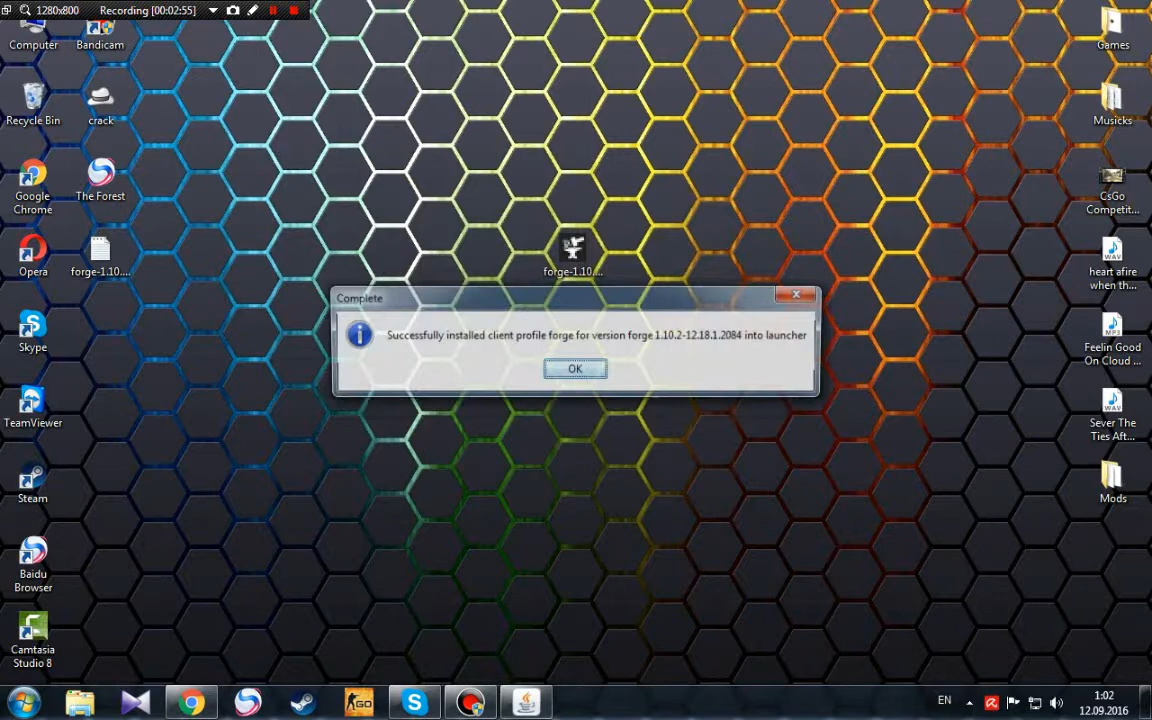 1280x800 Recording [00:02:55]
Computer
Bandicam
Games
Recycle Bin
crack
Musicks
Google
Chrome
The Forest
CsGo
Competit...
Opera
forge-1.10....
forge-1.10....
heart afire
when th...
Complete
Successfully installed client profile forge for version forge 1.10.2-12.18.1.2084 into launcher
OK
Skype
MP3
Feelin Good
On Cloud ...
TeamViewer
WAV
Sever The
Ties Aft...
Steam
Mods
Baidu
Browser
Camtasia
Studio 8
GO
EN
1:02
12.09.2016